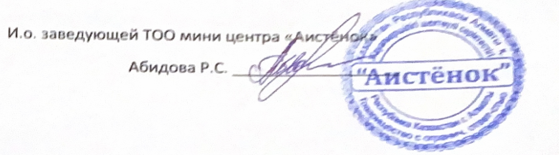 И.о. заведующей ТОО мини центра «Аистёнок»
Абидова Р.С.
"Аистёнок"